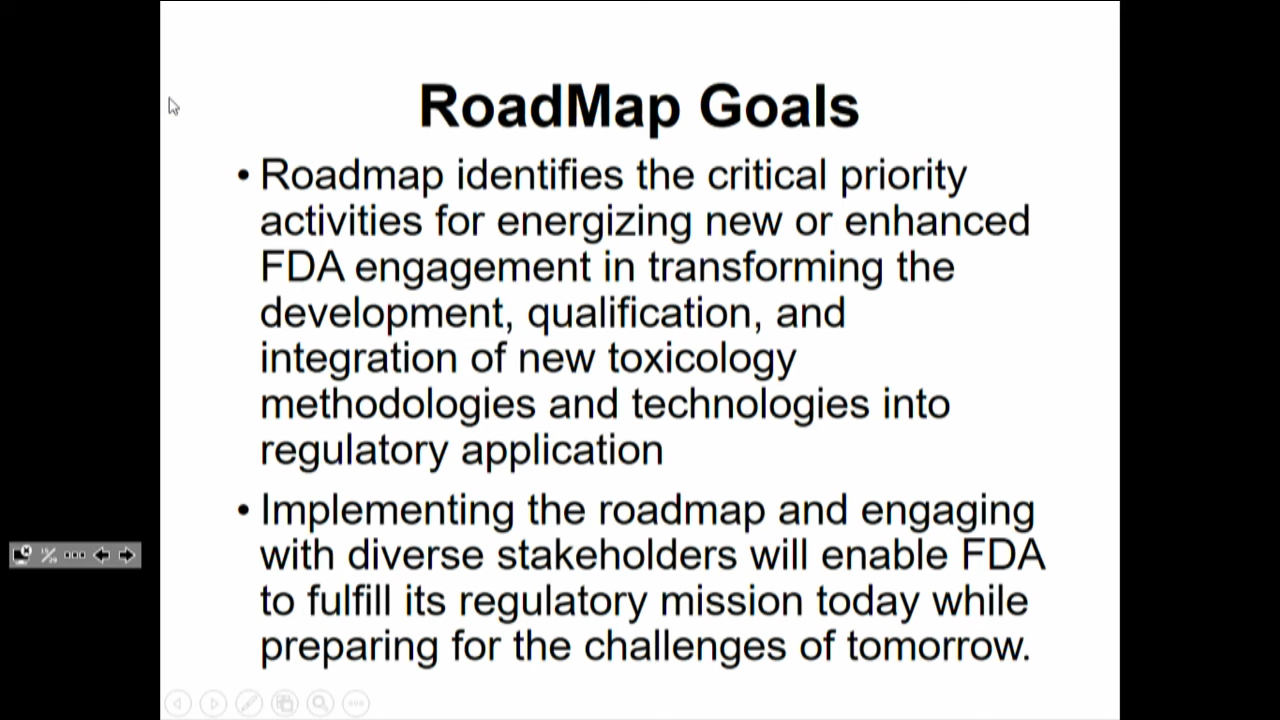 RoadMap Goals
• Roadmap identifies the critical priority
activities for energizing new or enhanced
FDA engagement in transforming the
development, qualification, and
integration of new toxicology
methodologies and technologies into
regulatory application
• Implementing the roadmap and engaging
with diverse stakeholders will enable FDA
to fulfill its regulatory mission today while
preparing for the challenges of tomorrow.